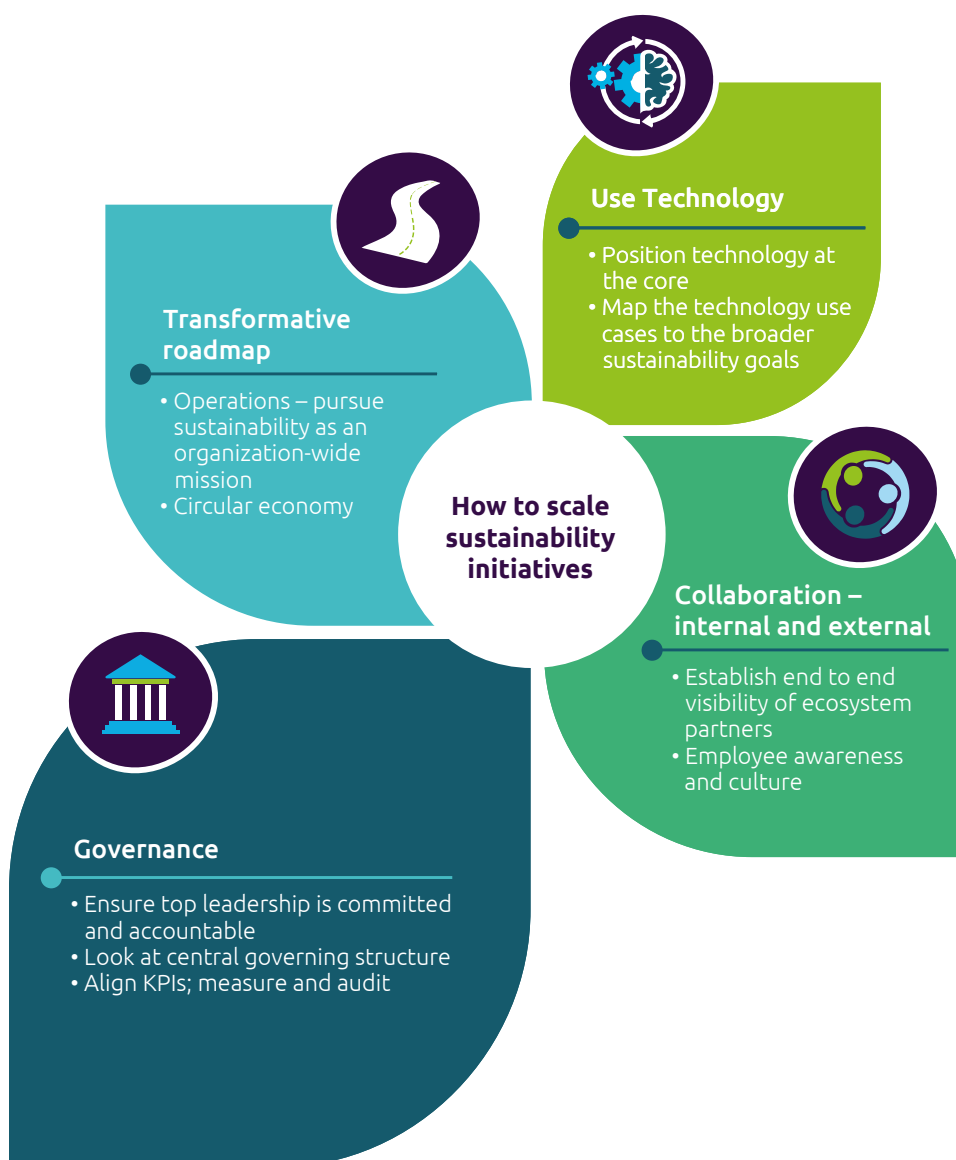 Use Technology
• Position technology at
the core
• Map the technology use
cases to the broader
sustainability goals
Transformative
roadmap
• Operations – pursue
sustainability as an
organization-wide
mission
• Circular economy
How to scale
sustainability
initiatives
Collaboration –
internal and external
• Establish end to end
visibility of ecosystem
partners
• Employee awareness
and culture
Governance
• Ensure top leadership is committed
and accountable
• Look at central governing structure
• Align KPIs; measure and audit